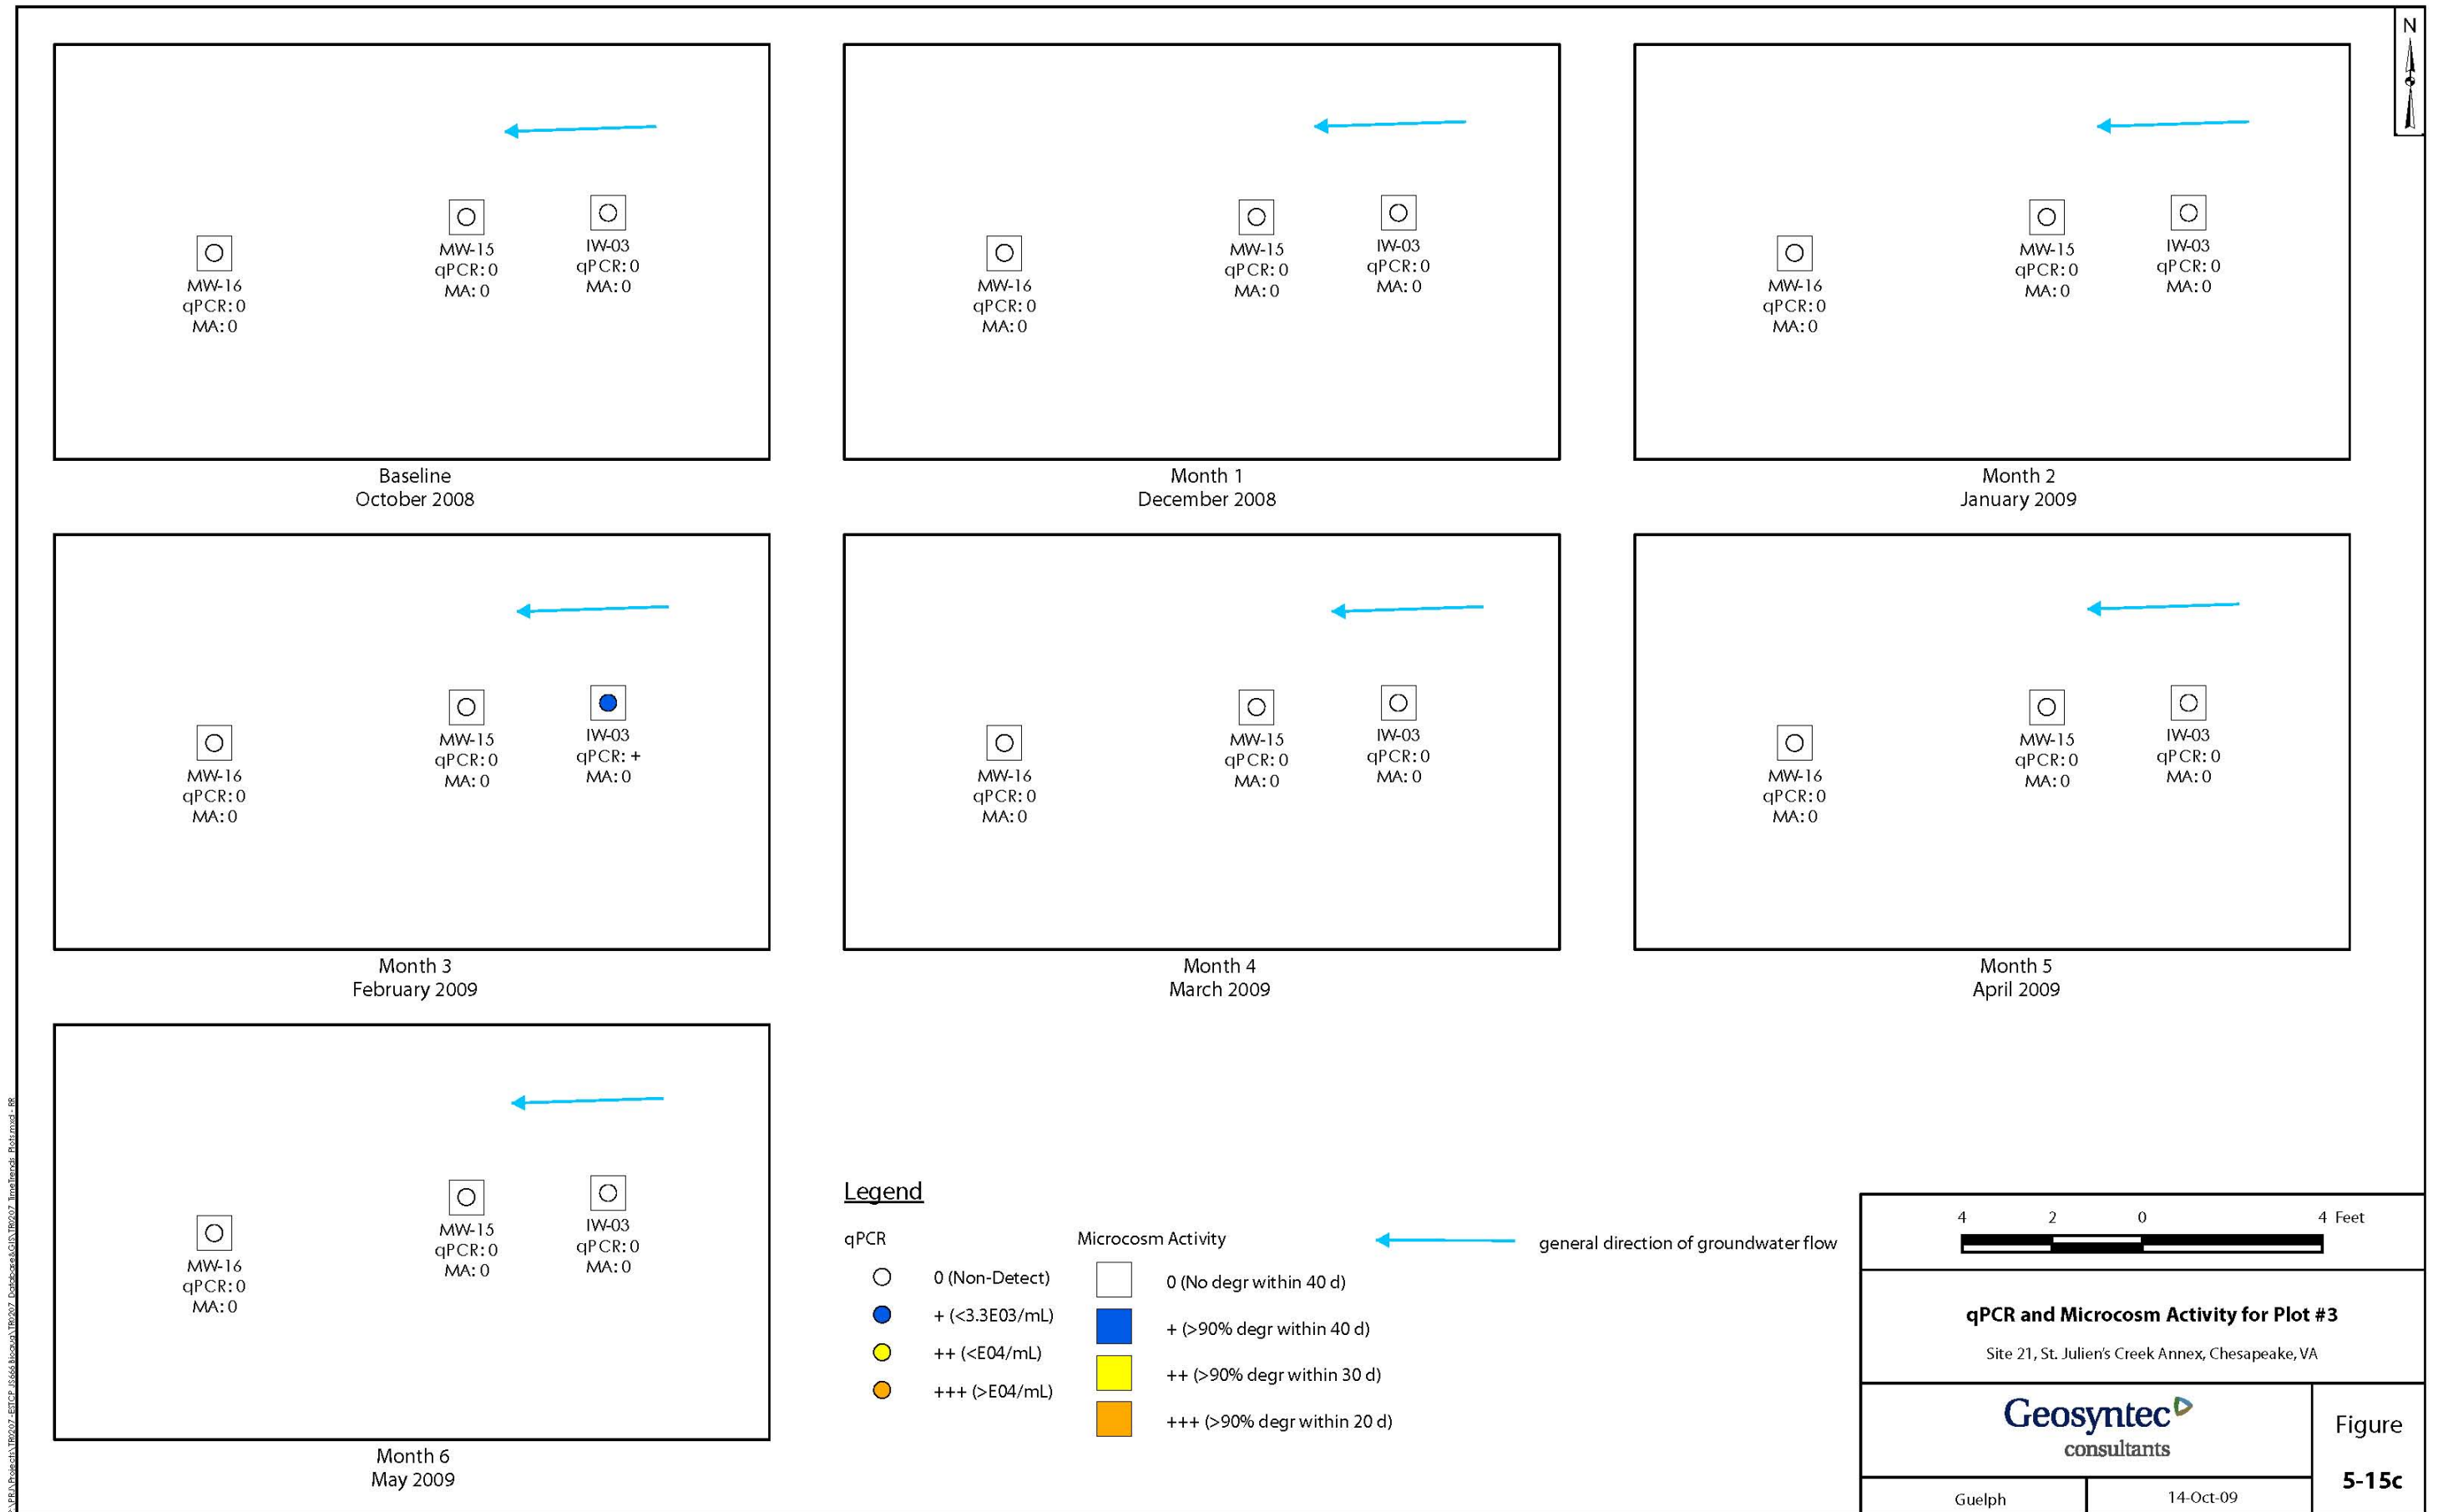 N
MW-16
qPCR: 0
MA: 0
MW-15
qPCR: 0
MA: 0
IW-03
qPCR: 0
MA: 0
Baseline
October 2008
MW-16
qPCR: 0
MA: 0
MW-15
qPCR: 0
MA: 0
IW-03
qPCR: 0
MA: 0
Month 1
December 2008
MW-16
qPCR: 0
MA: 0
MW-15
qPCR: 0
MA: 0
IW-03
qPCR: 0
MA: 0
Month 2
January 2009
MW-16
qPCR: 0
MA: 0
MW-15
qPCR: 0
MA: 0
IW-03
qPCR: +
MA: 0
Month 3
February 2009
MW-16
qPCR: 0
MA: 0
MW-15
qPCR: 0
MA: 0
IW-03
qPCR: 0
MA: 0
Month 4
March 2009
MW-16
qPCR: 0
MA: 0
MW-15
qPCR: 0
MA: 0
IW-03
qPCR: 0
MA: 0
Month 5
April 2009
MW-16
qPCR: 0
MA: 0
MW-15
qPCR: 0
MA: 0
IW-03
qPCR: 0
MA: 0
Month 6
May 2009
Legend
qPCR
0 (Non-Detect)
+ (<3.3E03/mL)
++ (<E04/mL)
+++ (>E04/mL)
Microcosm Activity
0 (No degr within 40 d)
+ (>90% degr within 40 d)
++ (>90% degr within 30 d)
+++ (>90% degr within 20 d)
general direction of groundwater flow
4 2 0 4 Feet
qPCR and Microcosm Activity for Plot #3
Site 21, St. Julien's Creek Annex, Chesapeake, VA
Geosyntec
consultants
Figure
5-15c
Guelph
14-Oct-09